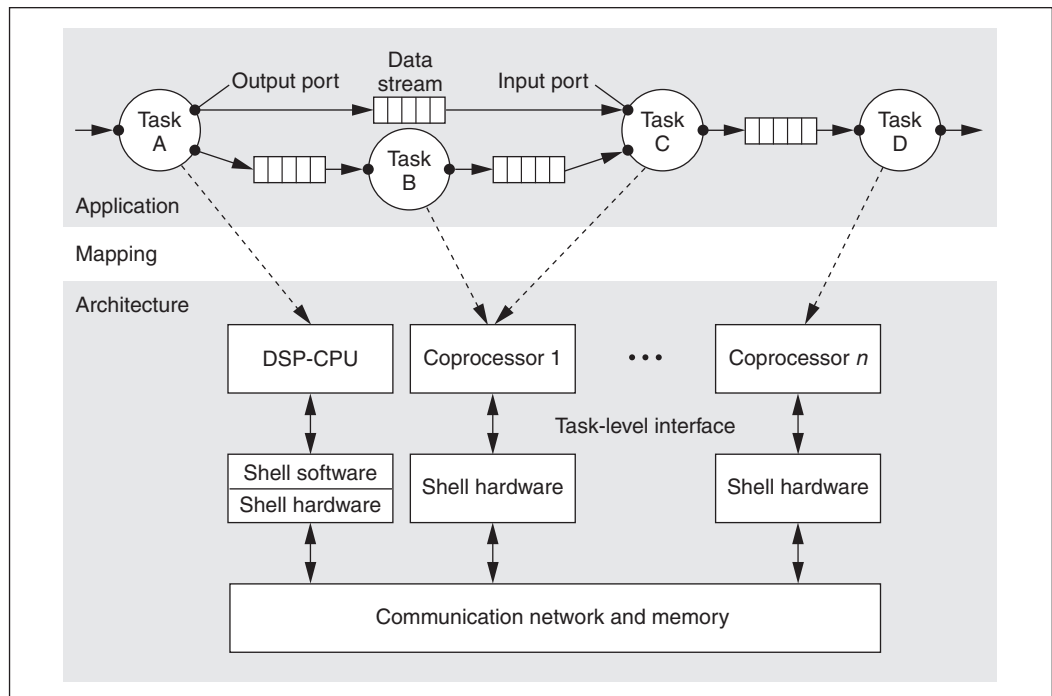 Data
stream
Output port
Input port
Task
A
Task
B
Task
C
Task
D
Application
Mapping
Architecture
DSP-CPU
Coprocessor 1
Coprocessor n
Task-level interface
Shell software
Shell hardware
Shell hardware
Shell hardware
Communication network and memory